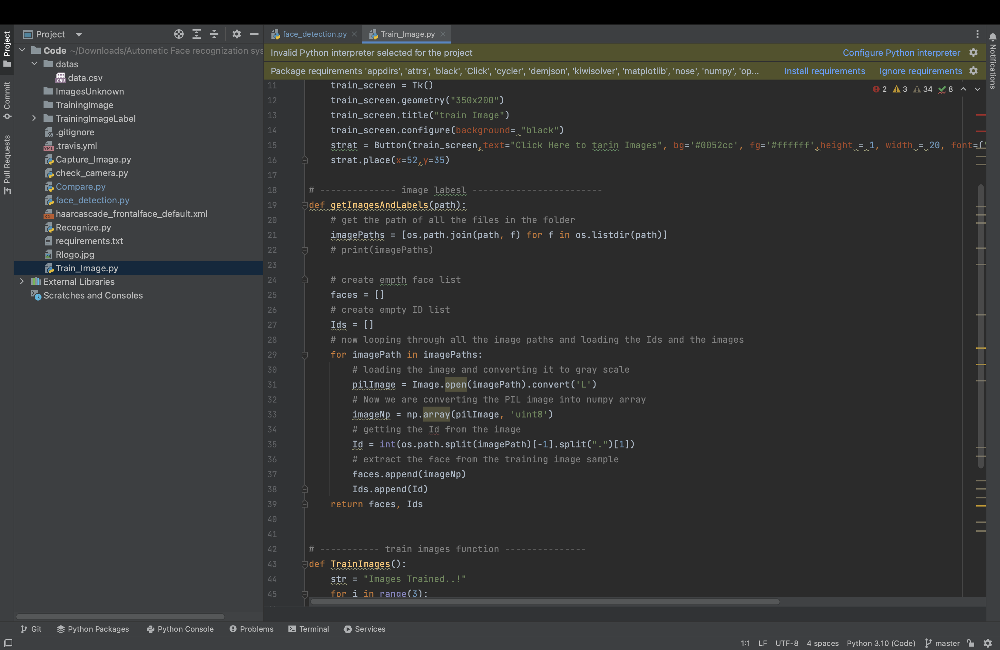 Project
Commit
Pull Requests
Project
Code ~/Downloads/Autometic Face recognization sys
datas
data.csv
ImagesUnknown
TrainingImage
TrainingImageLabel
.gitignore
.travis.yml
Capture_Image.py
check_camera.py
Compare.py
face_detection.py
haarcascade_frontalface_default.xml
Recognize.py
requirements.txt
Rlogo.jpg
Train_Image.py
External Libraries
Scratches and Consoles
face_detection.py
Train_Image.py
Invalid Python interpreter selected for the project
Configure Python interpreter
Package requirements 'appdirs', 'attrs', 'black', 'Click', 'cycler', 'demjson', 'kiwisolver', 'matplotlib', 'nose', 'numpy', 'op...
Install requirements Ignore requirements
2 3 34 8
11 train_screen = Tk()
12 train_screen.geometry("350x200")
13 train_screen.title("train Image")
14 train_screen.configure(background= "black")
15 strat = Button(train_screen,text="Click Here to tarin Images", bg='#0052cc', fg='#ffffff',height = 1, width = 20, font=(
16 strat.place(x=52,y=35)
17
18 # -------------- image labesl ------------------------
19 def getImagesAndLabels(path):
20 # get the path of all the files in the folder
21 imagePaths = [os.path.join(path, f) for f in os.listdir(path)]
22 # print(imagePaths)
23
24 # create empth face list
25 faces = []
26 # create empty ID list
27 Ids = []
28 # now looping through all the image paths and loading the Ids and the images
29 for imagePath in imagePaths:
30 # loading the image and converting it to gray scale
31 pilImage = Image.open(imagePath).convert('L')
32 # Now we are converting the PIL image into numpy array
33 imageNp = np.array(pilImage, 'uint8')
34 # getting the Id from the image
35 Id = int(os.path.split(imagePath)[-1].split(".")[1])
36 # extract the face from the training image sample
37 faces.append(imageNp)
38 Ids.append(Id)
39 return faces, Ids
40
41
42 # ----------- train images function ---------------
43 def TrainImages():
44 str = "Images Trained..!"
45 for i in range(3):
Notifications
Git Python Packages Python Console Problems Terminal Services
1:1 LF UTF-8 4 spaces Python 3.10 (Code) master